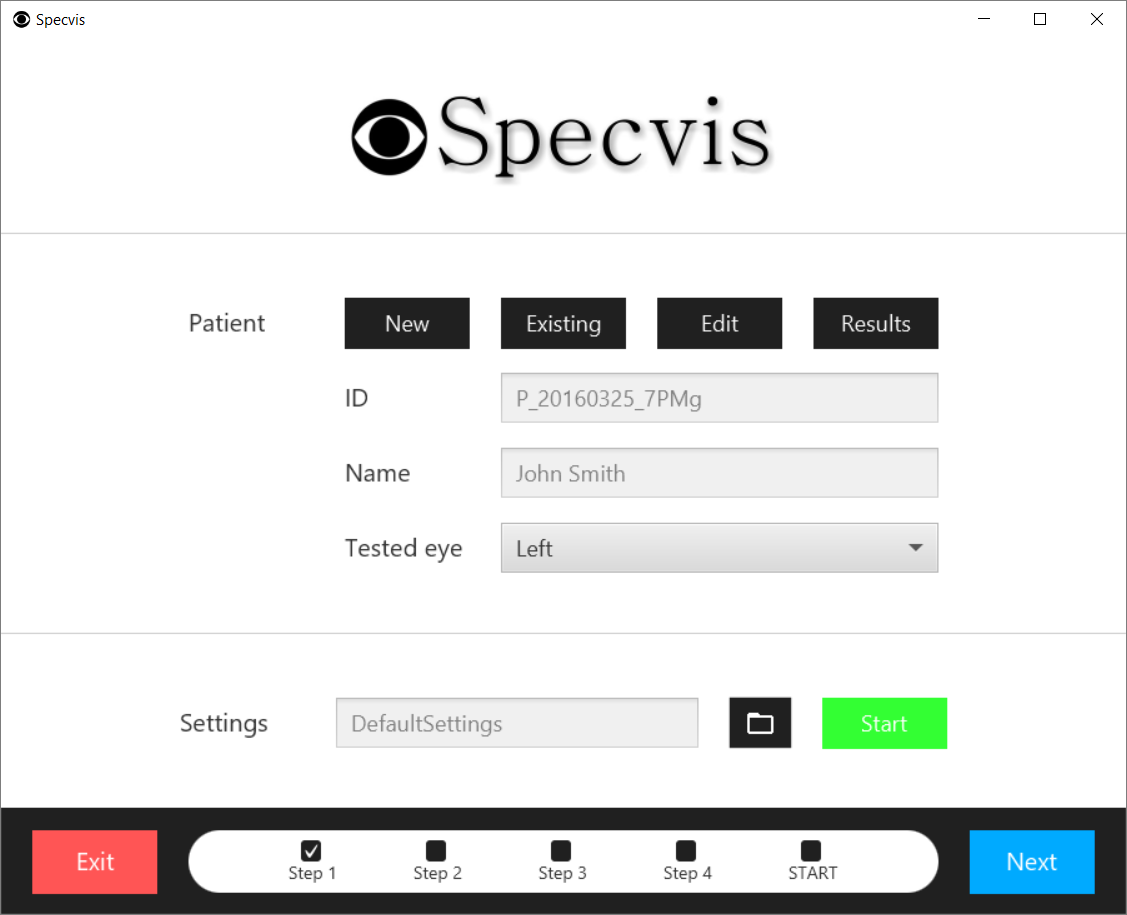 Specvis
Specvis
Patient New Existing Edit Results
ID P_20160325_7PMg
Name John Smith
Tested eye Left
Settings DefaultSettings Start
Exit Step 1 Step 2 Step 3 Step 4 START Next